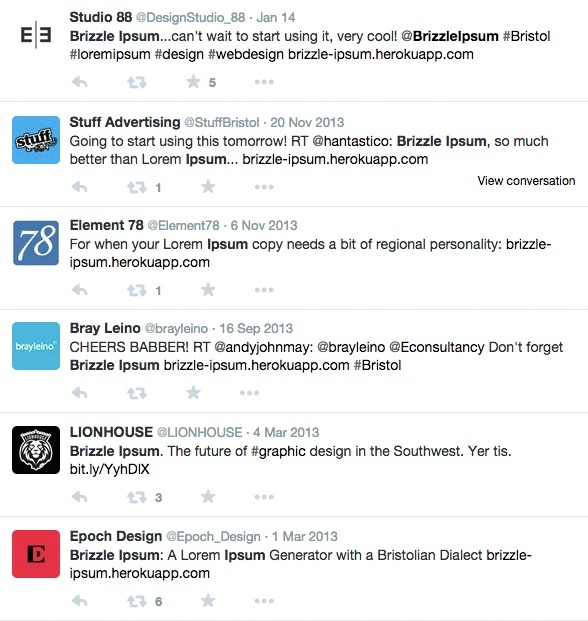 Studio 88 @DesignStudio_88 · Jan 14
Brizzle Ipsum...can't wait to start using it, very cool! @BrizzleIpsum #Bristol
#loremipsum #design #webdesign brizzle-ipsum.herokuapp.com
5
stuff
Stuff Advertising @StuffBristol · 20 Nov 2013
Going to start using this tomorrow! RT @hantastico: Brizzle Ipsum, so much
better than Lorem Ipsum... brizzle-ipsum.herokuapp.com
1
View conversation
78
Element 78 @Element78 · 6 Nov 2013
For when your Lorem Ipsum copy needs a bit of regional personality: brizzle-
ipsum.herokuapp.com
1
brayleino
Bray Leino @brayleino · 16 Sep 2013
CHEERS BABBER! RT @andyjohnmay: @brayleino @Econsultancy Don't forget
Brizzle Ipsum brizzle-ipsum.herokuapp.com #Bristol
LIONHOUSE
LIONHOUSE @LIONHOUSE · 4 Mar 2013
Brizzle Ipsum. The future of #graphic design in the Southwest. Yer tis.
bit.ly/YyhDlX
3
Epoch Design @Epoch_Design · 1 Mar 2013
Brizzle Ipsum: A Lorem Ipsum Generator with a Bristolian Dialect brizzle-
ipsum.herokuapp.com
6